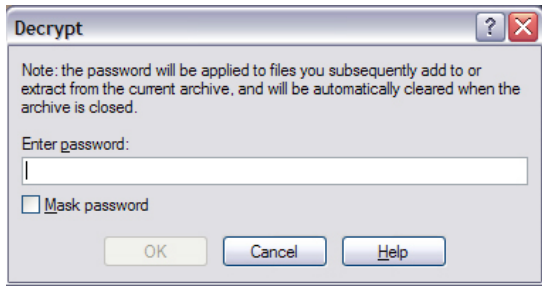 Decrypt
Note: the password will be applied to files you subsequently add to or
extract from the current archive, and will be automatically cleared when the
archive is closed.
Enter password:
Mask password
OK Cancel Help